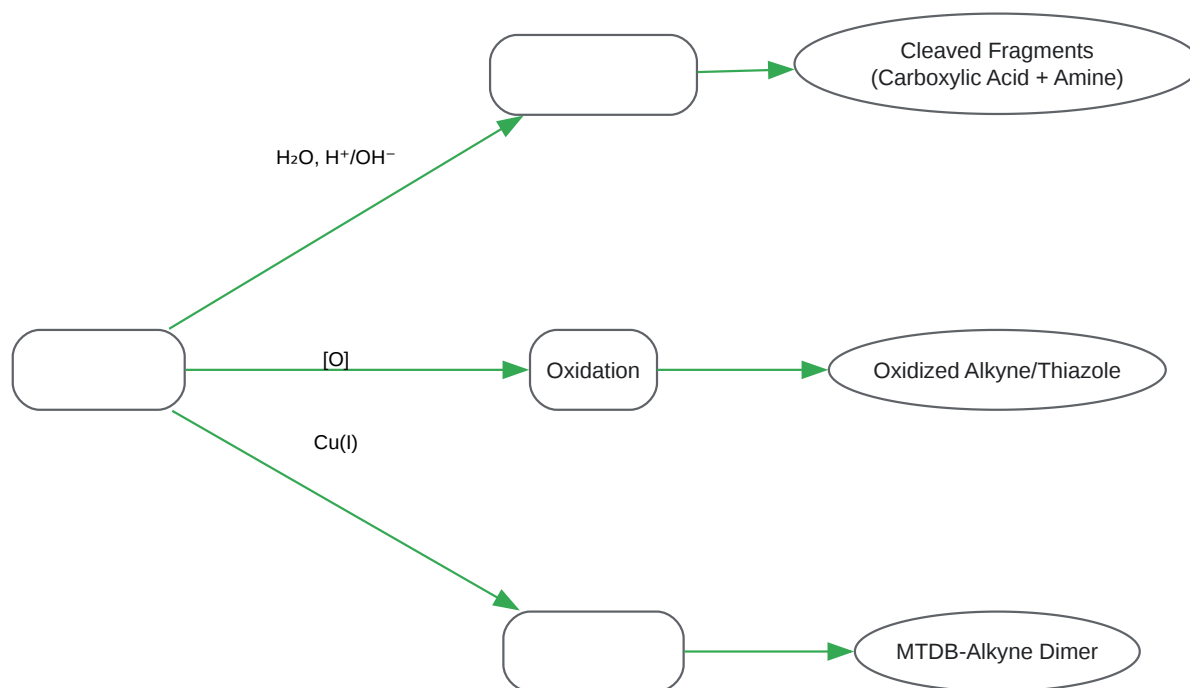 Cleaved Fragments
(Carboxylic Acid + Amine)
H₂O, H⁺/OH⁻
[O]
Oxidation
Oxidized Alkyne/Thiazole
Cu(I)
MTDB-Alkyne Dimer